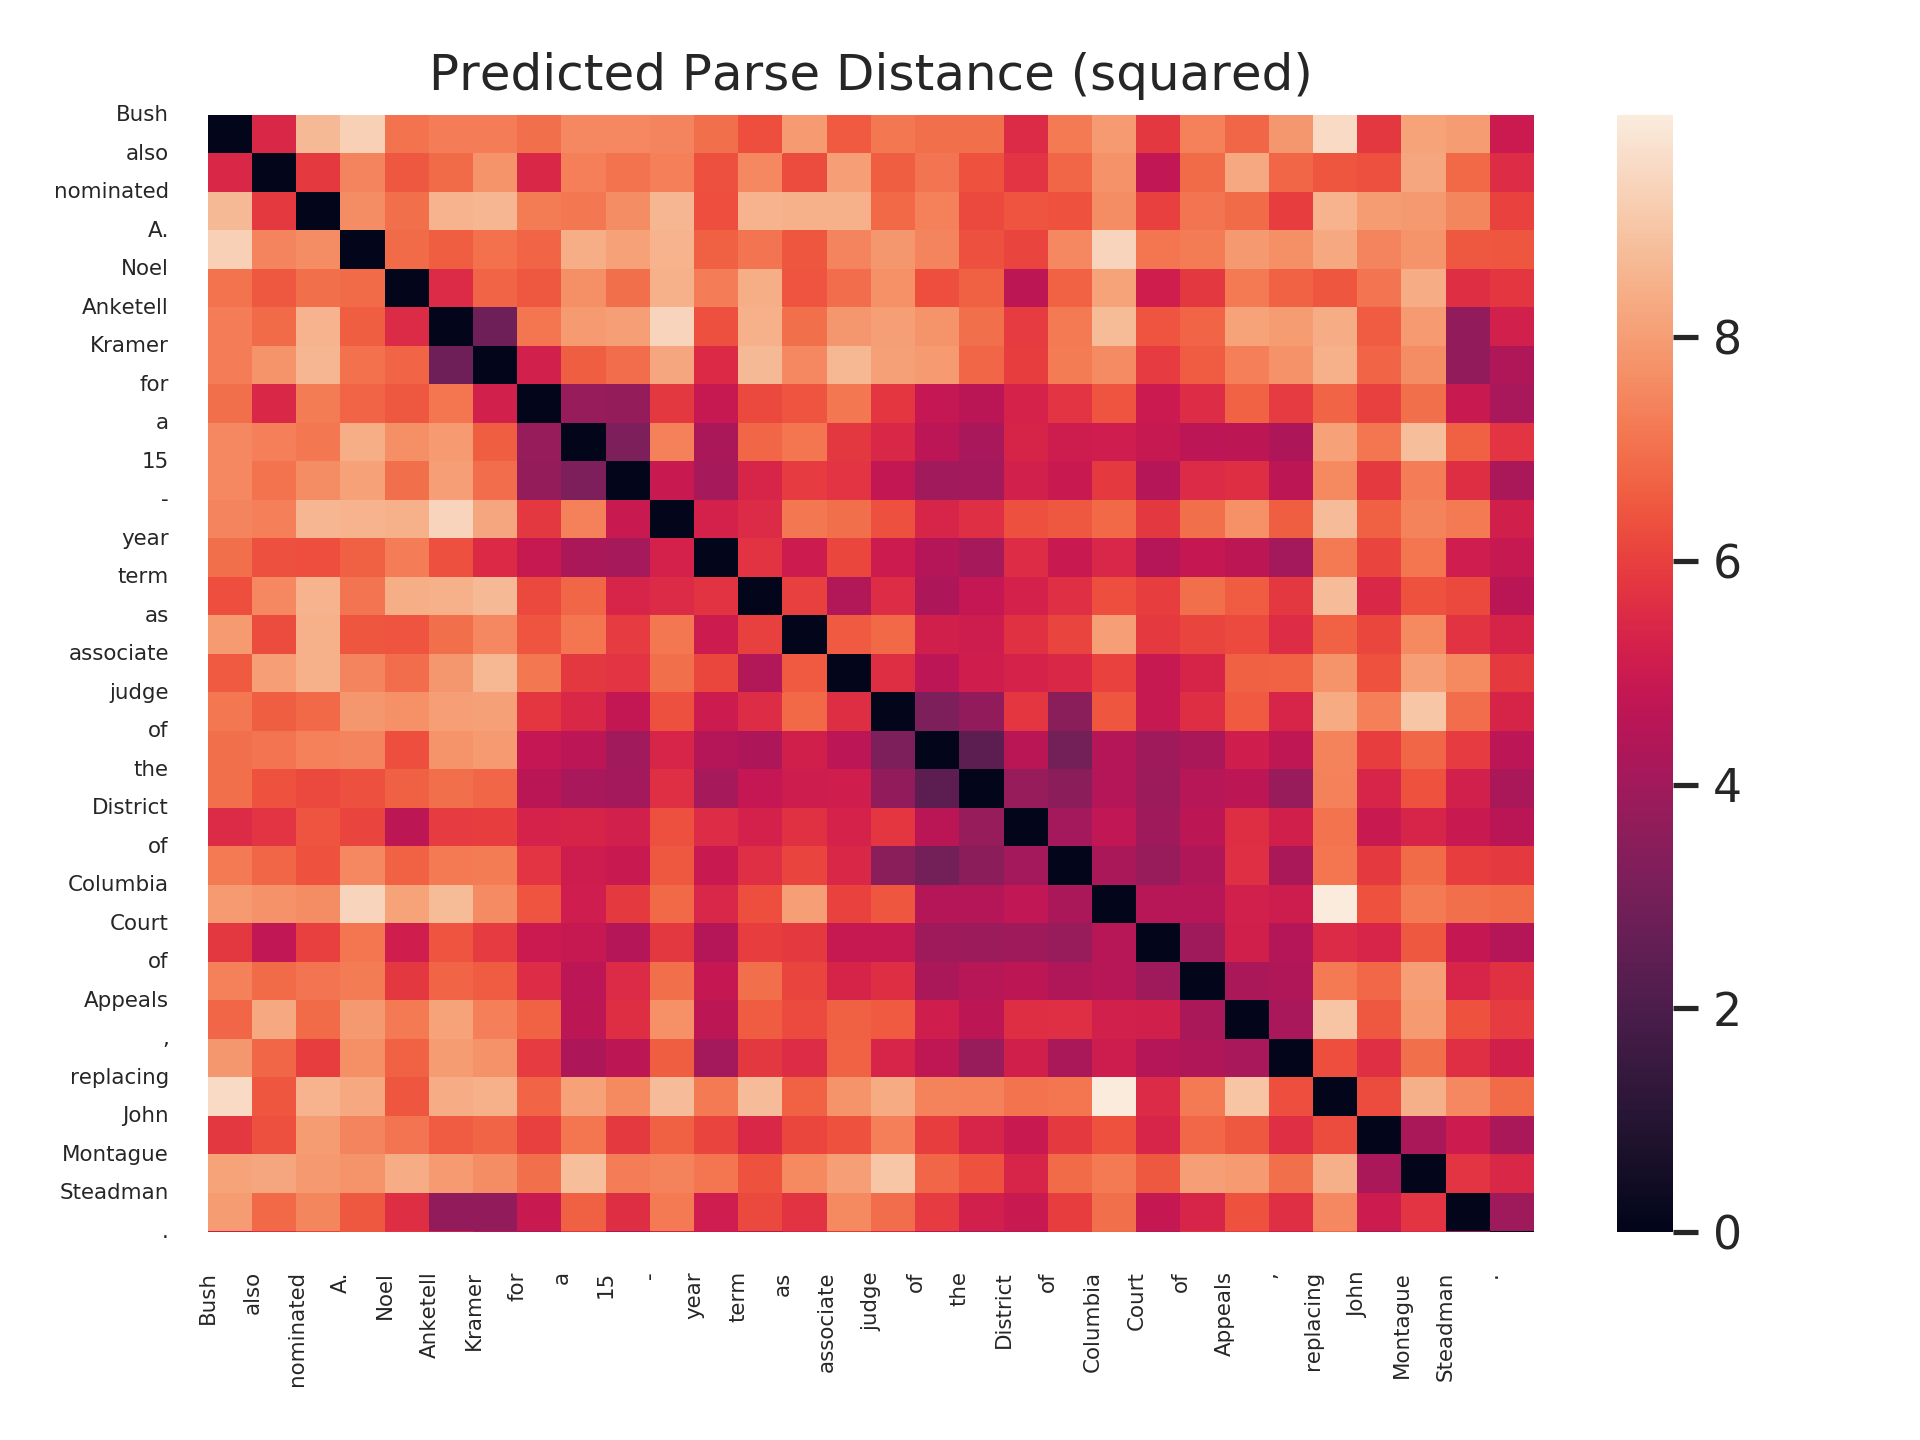 Predicted Parse Distance (squared)
Bush
also
nominated
A.
Noel
Anketell
Kramer
for
a
15
-
year
term
as
associate
judge
of
the
District
of
Columbia
Court
of
Appeals
,
replacing
John
Montague
Steadman
.
8
6
4
2
0
Bush
also
nominated
A.
Noel
Anketell
Kramer
for
a
15
-
year
term
as
associate
judge
of
the
District
of
Columbia
Court
of
Appeals
,
replacing
John
Montague
Steadman
.